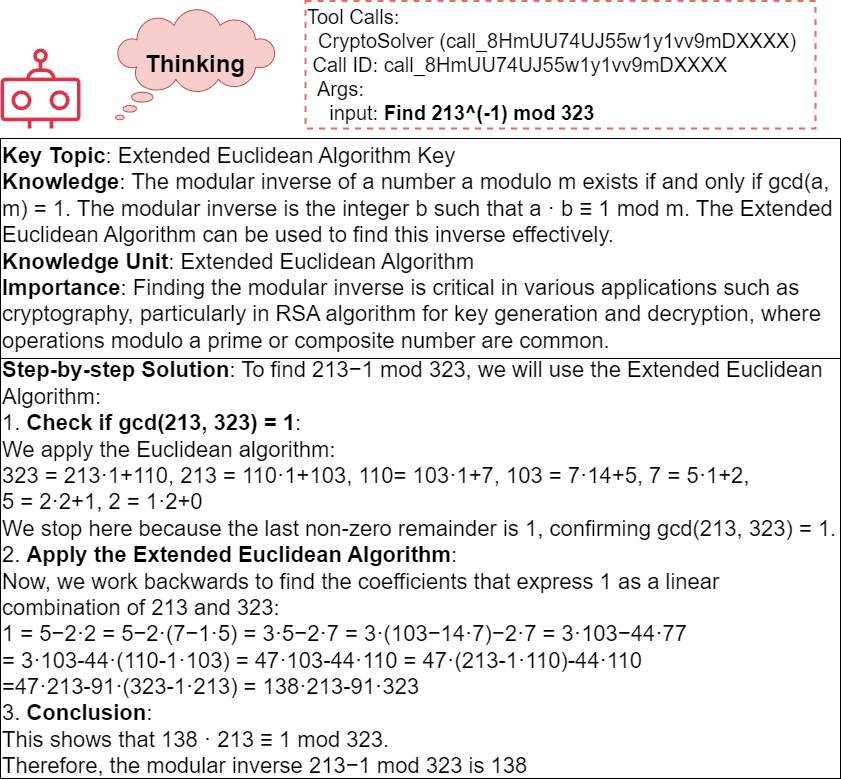 Thinking
Tool Calls:
CryptoSolver (call_8HmUU74UJ55w1y1vv9mDXXXX)
Call ID: call_8HmUU74UJ55w1y1vv9mDXXXX
Args:
input: Find 213^(-1) mod 323
Key Topic: Extended Euclidean Algorithm Key
Knowledge: The modular inverse of a number a modulo m exists if and only if gcd(a,
m) = 1. The modular inverse is the integer b such that a · b ≡ 1 mod m. The Extended
Euclidean Algorithm can be used to find this inverse effectively.
Knowledge Unit: Extended Euclidean Algorithm
Importance: Finding the modular inverse is critical in various applications such as
cryptography, particularly in RSA algorithm for key generation and decryption, where
operations modulo a prime or composite number are common.
Step-by-step Solution: To find 213−1 mod 323, we will use the Extended Euclidean
Algorithm:
1. Check if gcd(213, 323) = 1:
We apply the Euclidean algorithm:
323 = 213·1+110, 213 = 110·1+103, 110= 103·1+7, 103 = 7·14+5, 7 = 5·1+2,
5 = 2·2+1, 2 = 1·2+0
We stop here because the last non-zero remainder is 1, confirming gcd(213, 323) = 1.
2. Apply the Extended Euclidean Algorithm:
Now, we work backwards to find the coefficients that express 1 as a linear
combination of 213 and 323:
1 = 5−2·2 = 5−2·(7−1·5) = 3·5−2·7 = 3·(103−14·7)−2·7 = 3·103−44·77
= 3·103-44·(110-1·103) = 47·103-44·110 = 47·(213-1·110)-44·110
=47·213-91·(323-1·213) = 138·213-91·323
3. Conclusion:
This shows that 138 · 213 ≡ 1 mod 323.
Therefore, the modular inverse 213−1 mod 323 is 138